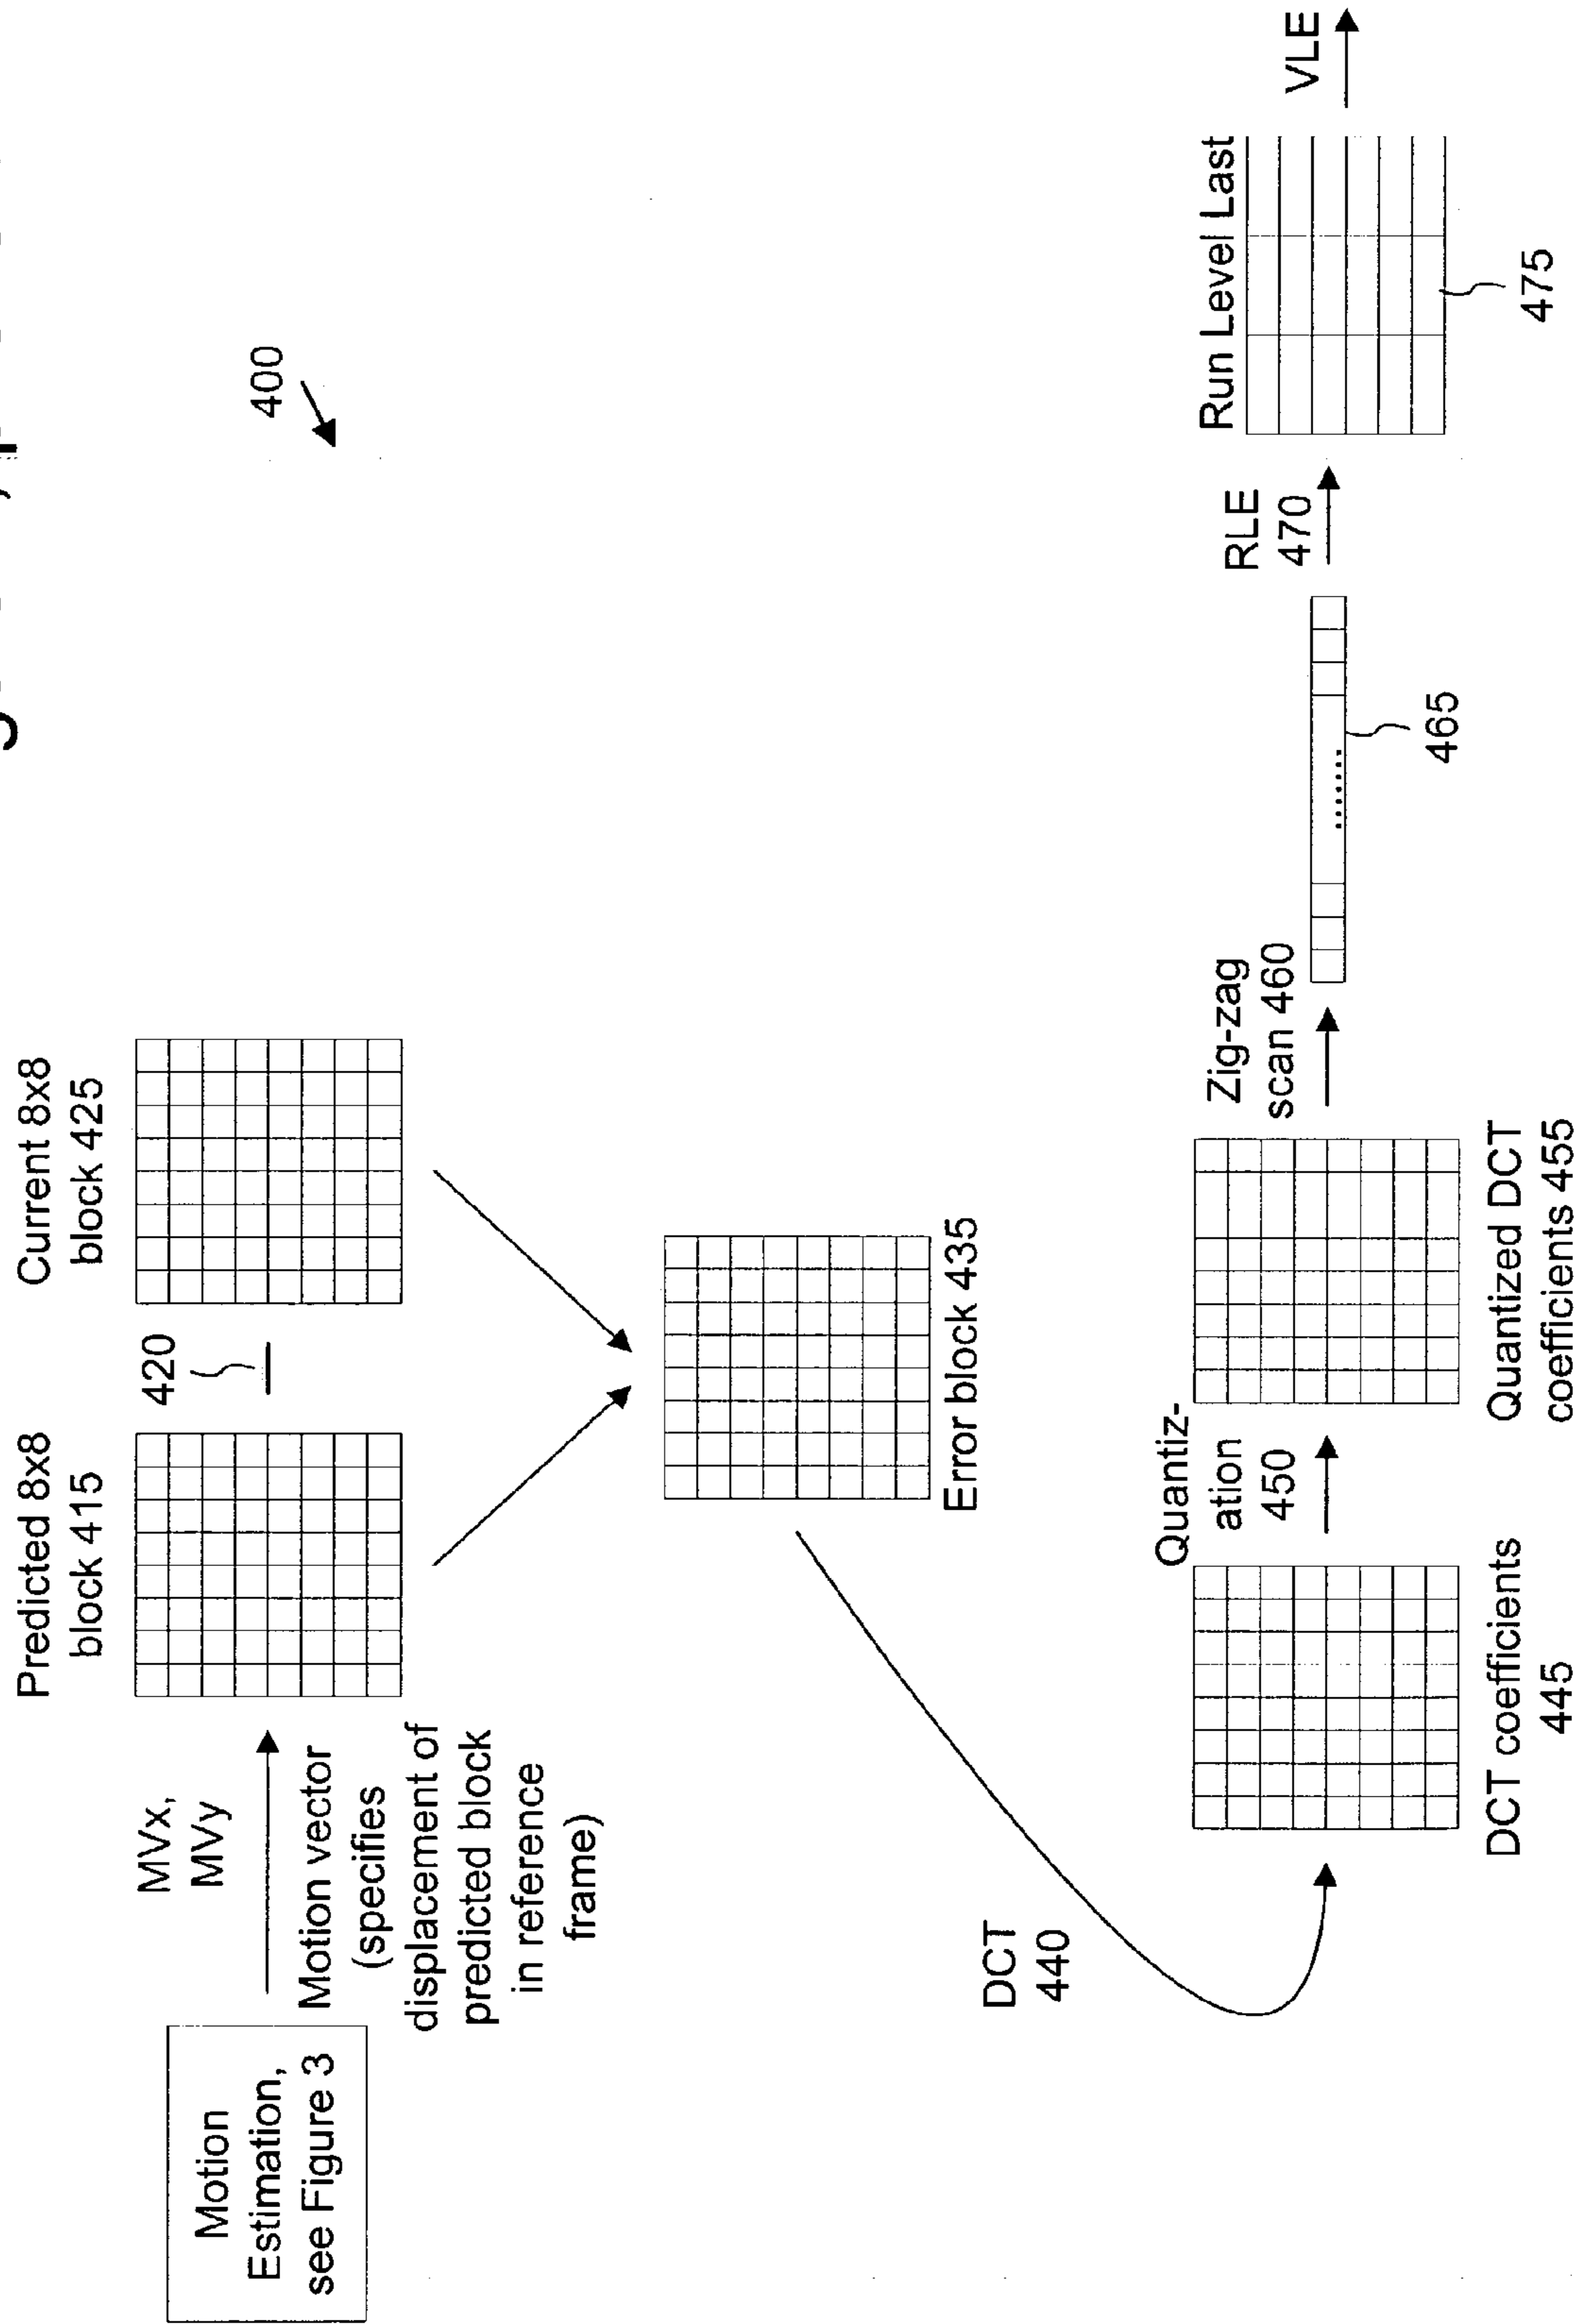 400
Motion
Estimation,
see Figure 3
MVx,
MVy
Motion vector
(specifies
displacement of
predicted block
in reference
frame)
Predicted 8x8
block 415
420
Current 8x8
block 425
Error block 435
DCT
440
DCT coefficients
445
Quantiz-
ation
450
Quantized DCT
coefficients 455
Zig-zag
scan 460
.......
465
RLE
470
Run Level Last
475
VLE